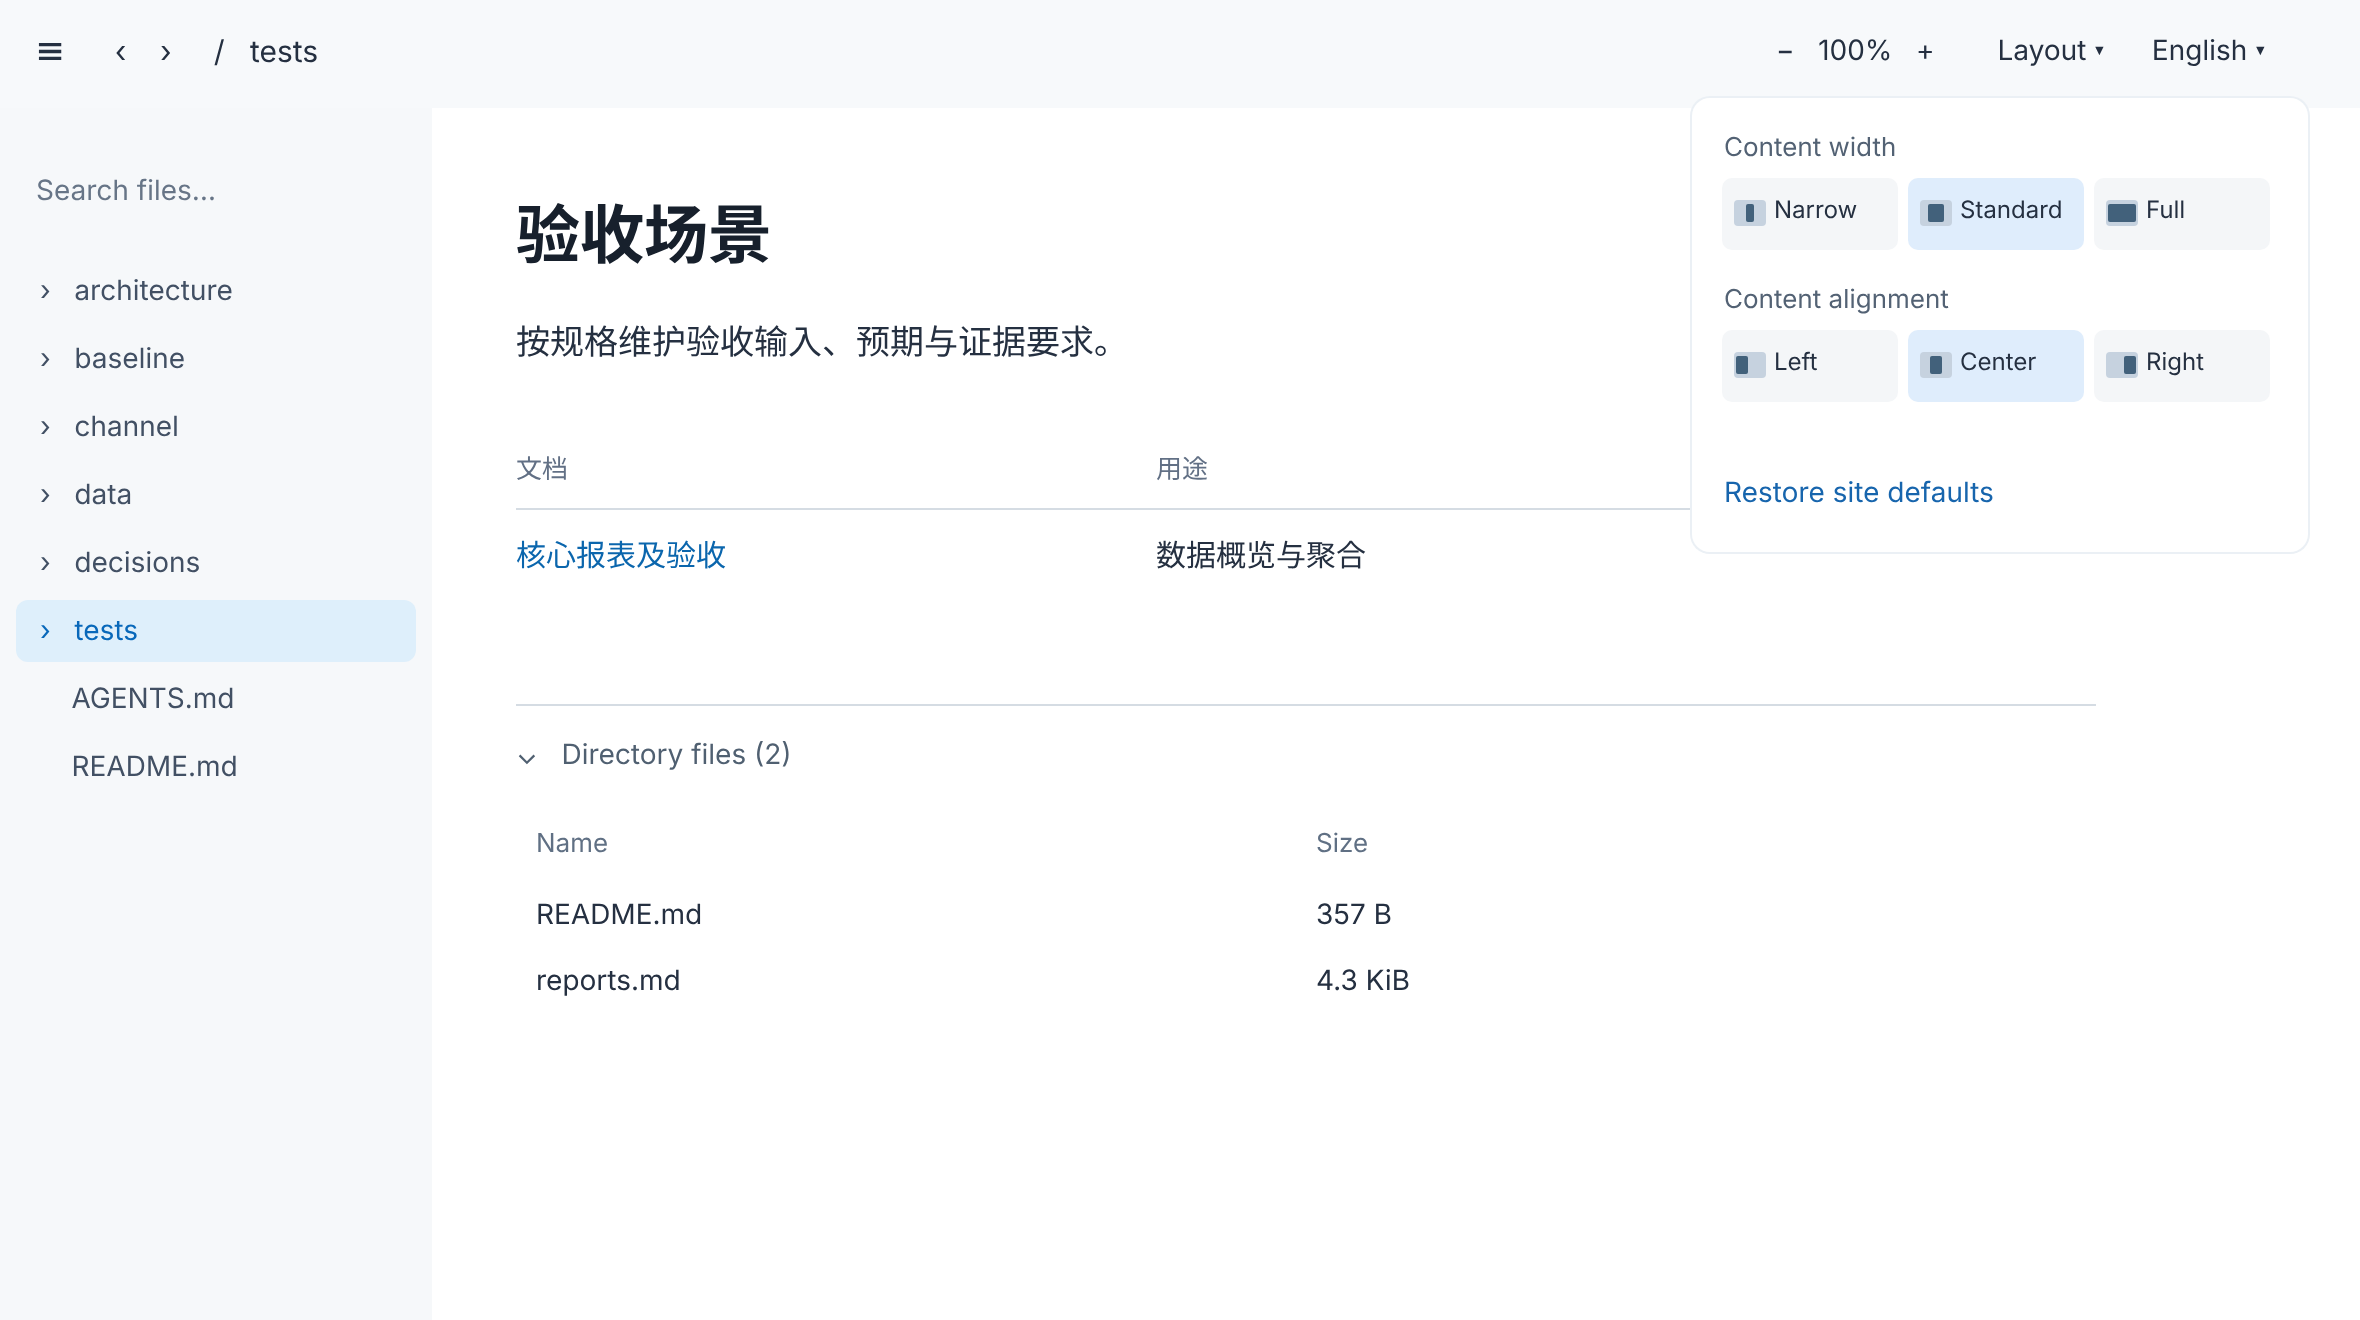 ☰ ‹ › / tests
− 100% + Layout ▾ English ▾
Search files...
› architecture
› baseline
› channel
› data
› decisions
› tests
AGENTS.md
README.md
验收场景
按规格维护验收输入、预期与证据要求。
文档 用途
核心报表及验收 数据概览与聚合
Directory files (2)
Name Size
README.md 357 B
reports.md 4.3 KiB
Content width
Narrow Standard Full
Content alignment
Left Center Right
Restore site defaults